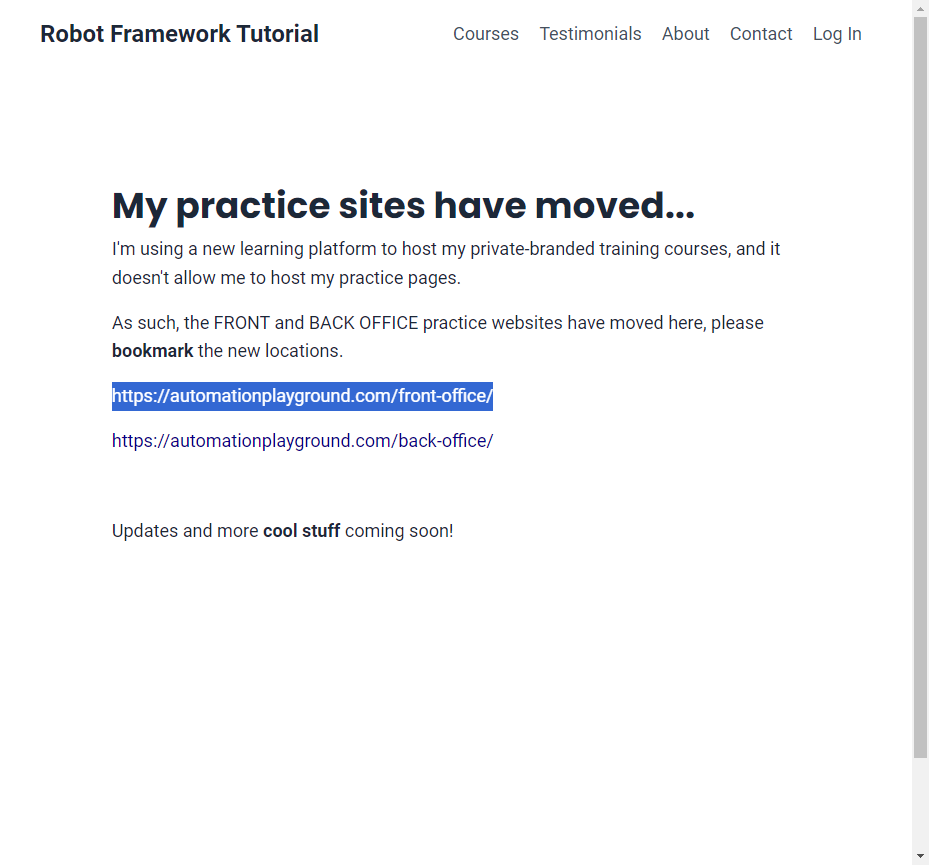 Robot Framework Tutorial
Courses Testimonials About Contact Log In
My practice sites have moved...
I'm using a new learning platform to host my private-branded training courses, and it
doesn't allow me to host my practice pages.
As such, the FRONT and BACK OFFICE practice websites have moved here, please
bookmark the new locations.
https://automationplayground.com/front-office/
https://automationplayground.com/back-office/
Updates and more cool stuff coming soon!